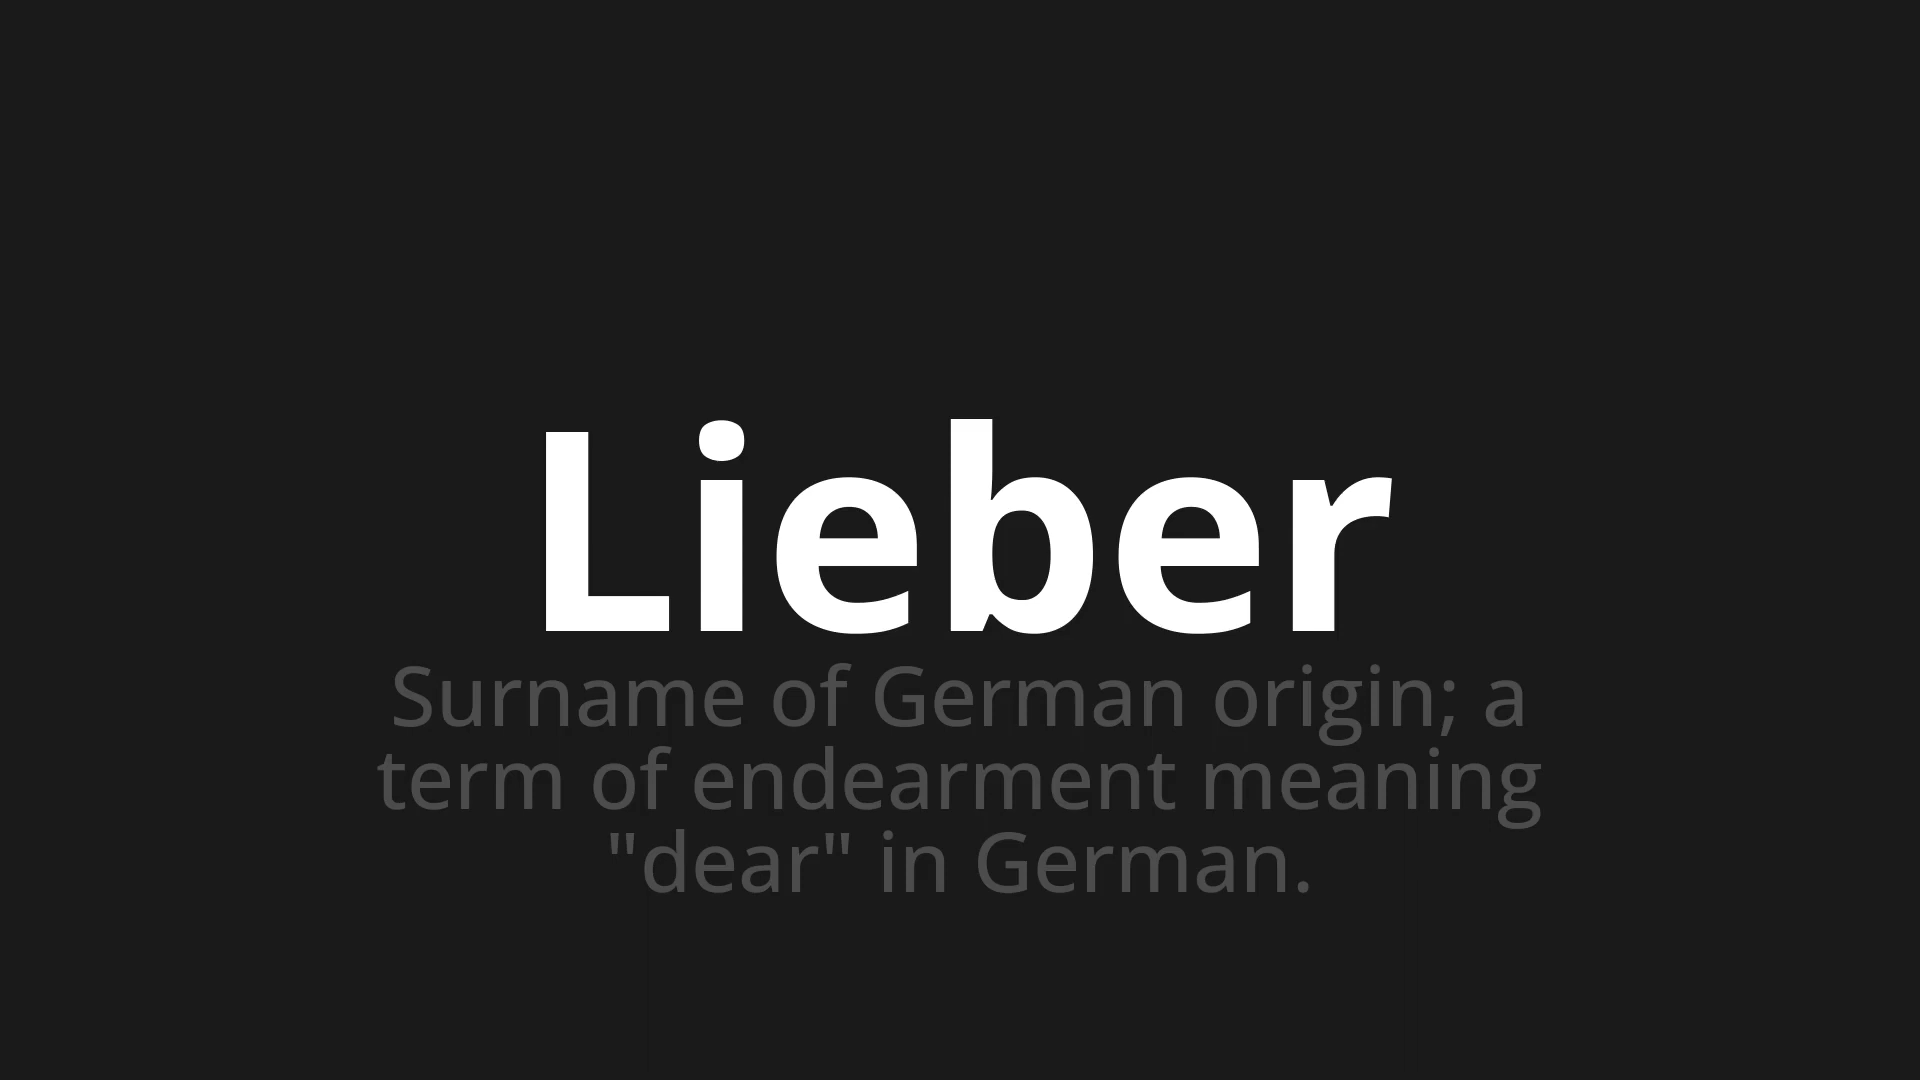 Lieber
Surname of German origin; a
term of endearment meaning
"dear" in German.